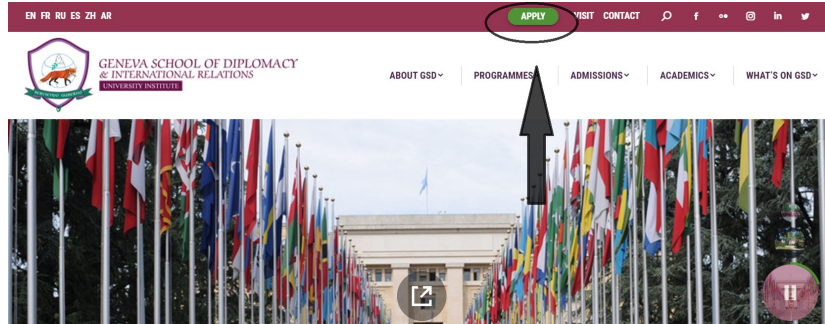 EN FR RU ES ZH AR
APPLY VISIT CONTACT
GENEVA SCHOOL OF DIPLOMACY
& INTERNATIONAL RELATIONS
UNIVERSITY INSTITUTE
ABOUT GSD PROGRAMMES ADMISSIONS ACADEMICS WHAT'S ON GSD